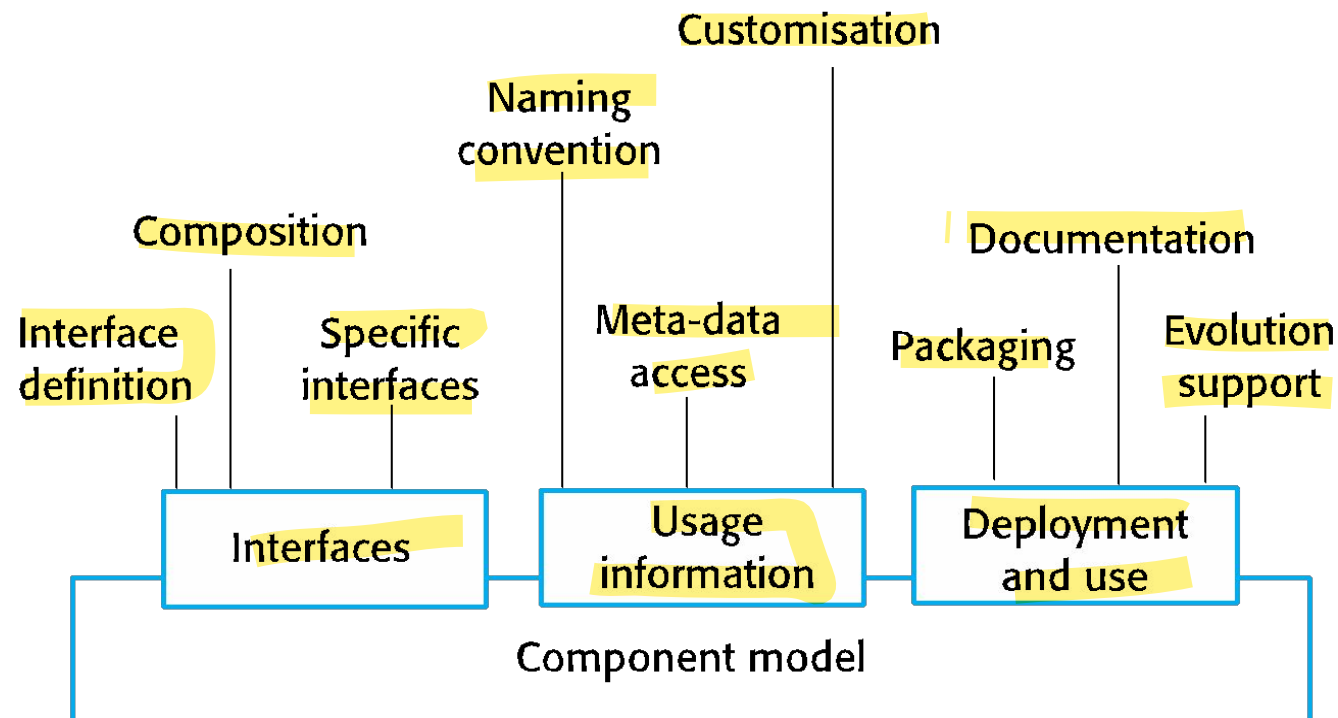 Customisation
Naming
convention
Composition
Documentation
Interface
definition
Specific
interfaces
Meta-data
access
Packaging
Evolution
support
Interfaces
Usage
information
Deployment
and use
Component model